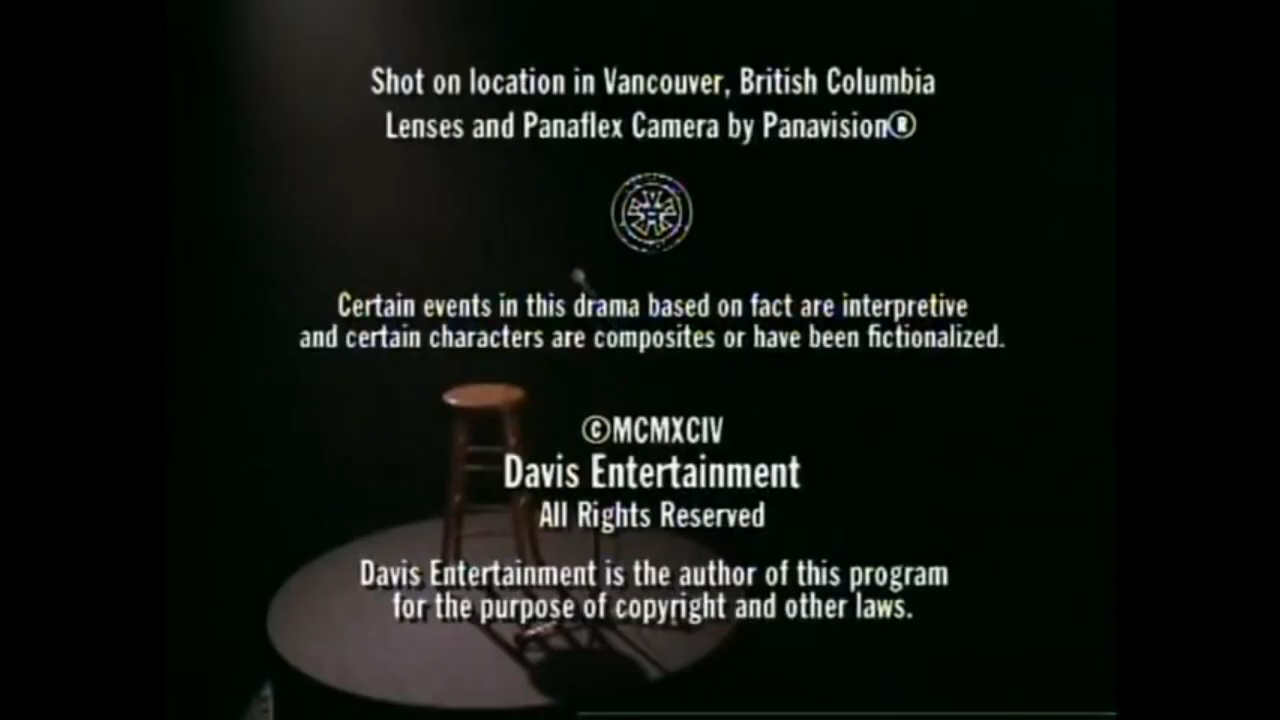 Shot on location in Vancouver, British Columbia
Lenses and Panaflex Camera by Panavision®
Certain events in this drama based on fact are interpretive
and certain characters are composites or have been fictionalized.
©MCMXCIV
Davis Entertainment
All Rights Reserved
Davis Entertainment is the author of this program
for the purpose of copyright and other laws.